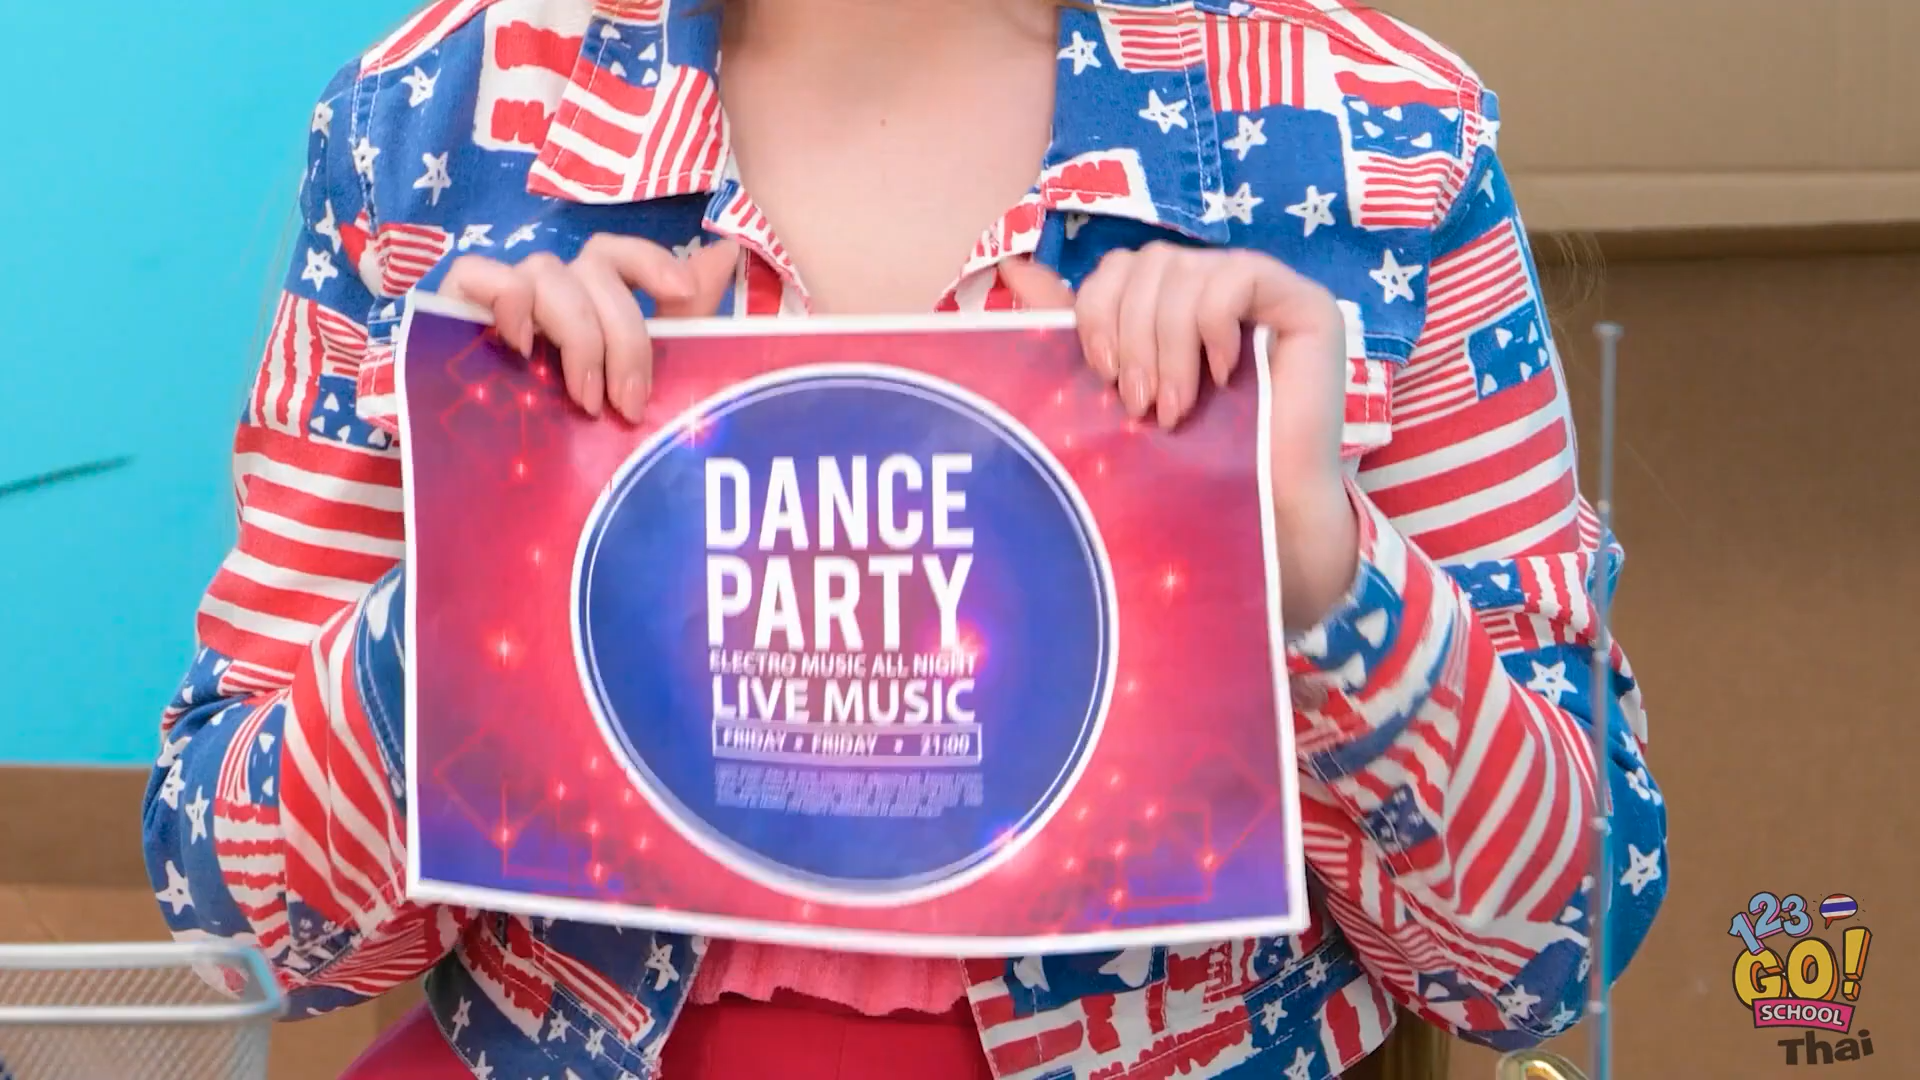 DANCE
PARTY
ELECTRO MUSIC ALL NIGHT
LIVE MUSIC
FRIDAY FRIDAY 21:00
123
GO!
SCHOOL
Thai